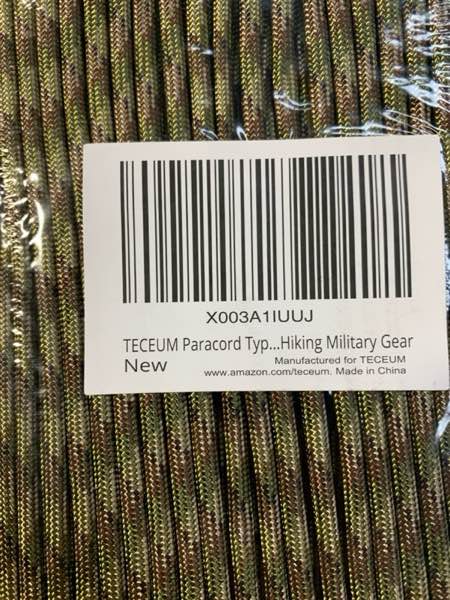 X003A1IUUJ
TECEUM Paracord Typ...Hiking Military Gear
New
Manufactured for TECEUM
www.amazon.com/teceum. Made in China